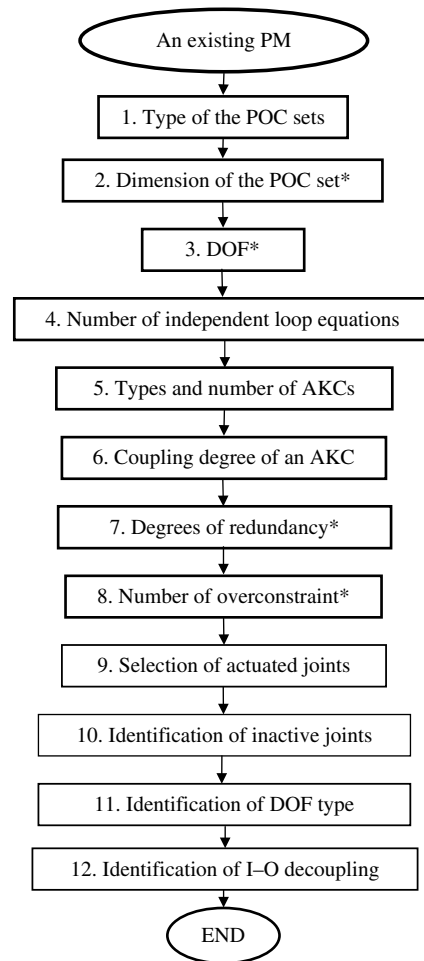 An existing PM
1. Type of the POC sets
2. Dimension of the POC set*
3. DOF*
4. Number of independent loop equations
5. Types and number of AKCs
6. Coupling degree of an AKC
7. Degrees of redundancy*
8. Number of overconstraint*
9. Selection of actuated joints
10. Identification of inactive joints
11. Identification of DOF type
12. Identification of I–O decoupling
END